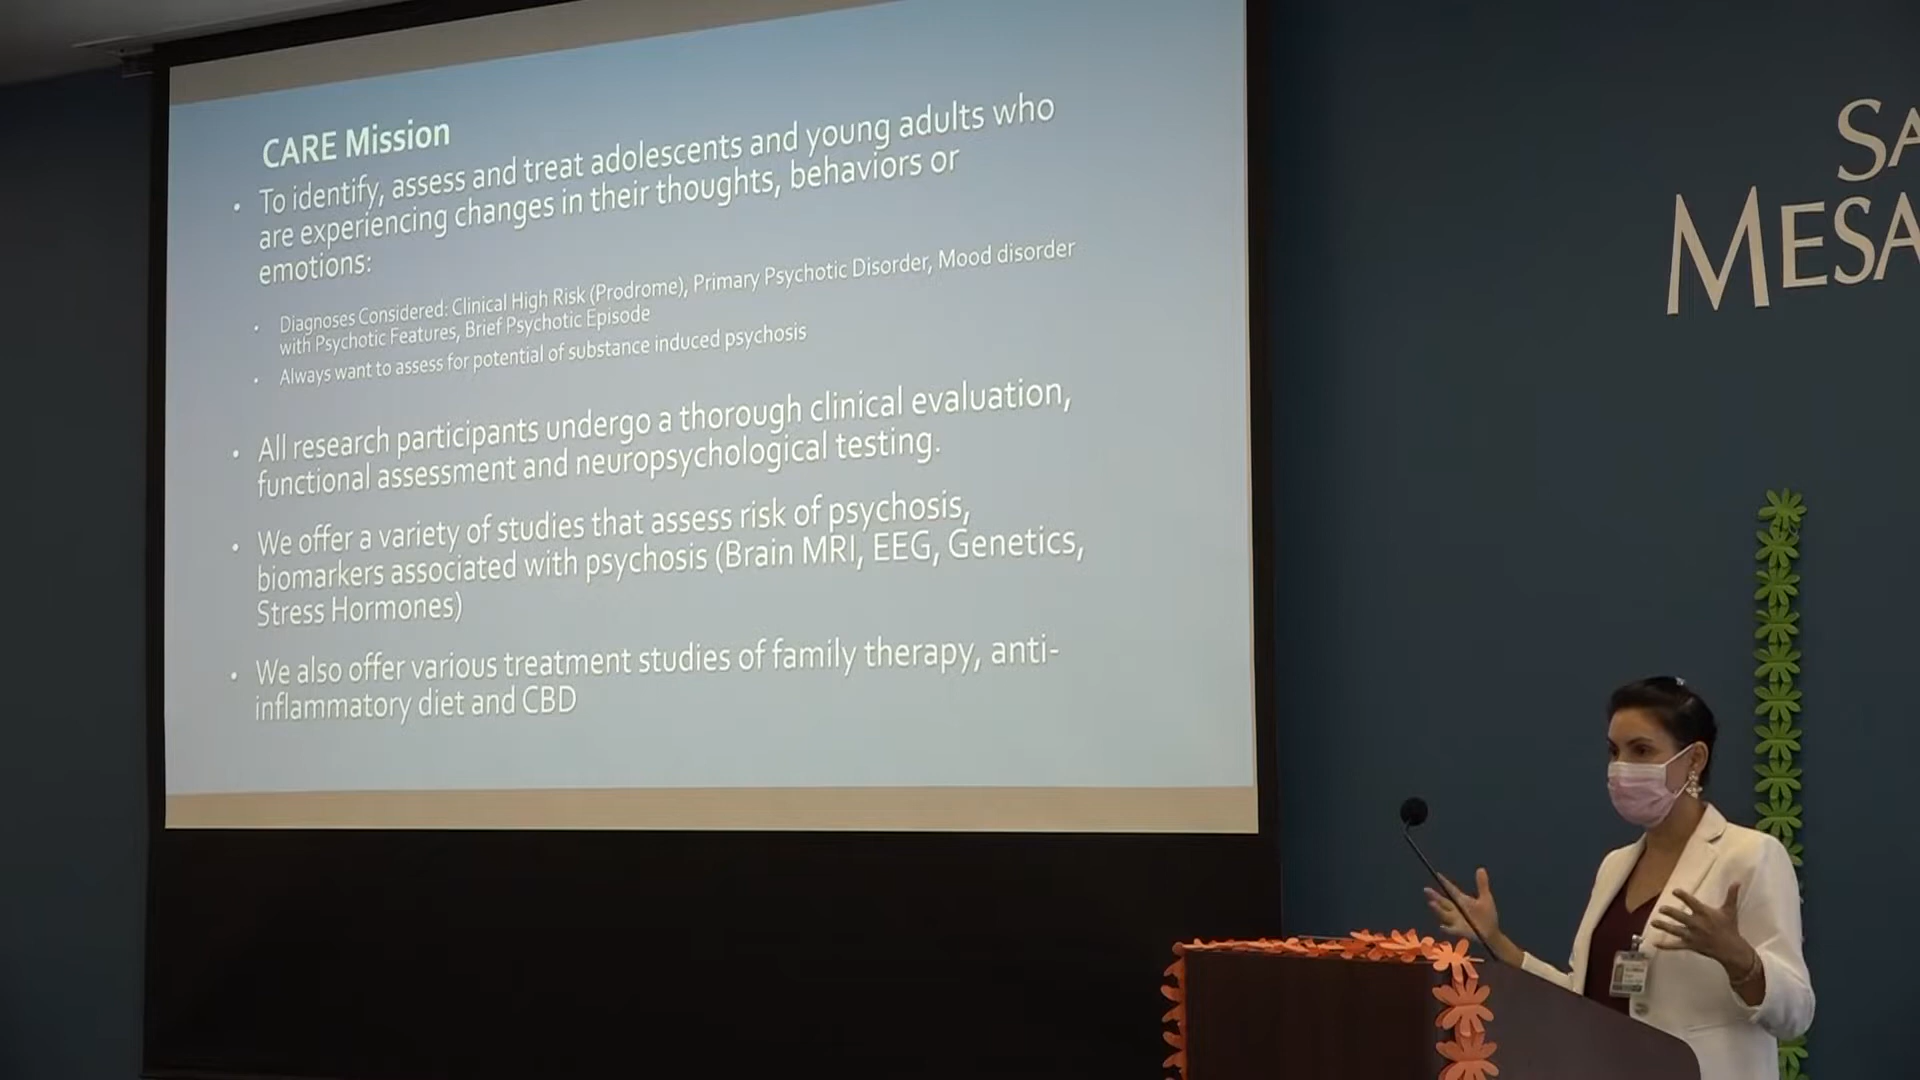 CARE Mission
• To identify, assess and treat adolescents and young adults who
are experiencing changes in their thoughts, behaviors or
emotions:
• Diagnoses Considered: Clinical High Risk (Prodrome), Primary Psychotic Disorder, Mood disorder
with Psychotic Features, Brief Psychotic Episode
• Always want to assess for potential of substance induced psychosis
• All research participants undergo a thorough clinical evaluation,
functional assessment and neuropsychological testing.
• We offer a variety of studies that assess risk of psychosis,
biomarkers associated with psychosis (Brain MRI, EEG, Genetics,
Stress Hormones)
• We also offer various treatment studies of family therapy, anti-
inflammatory diet and CBD
SA
MESA